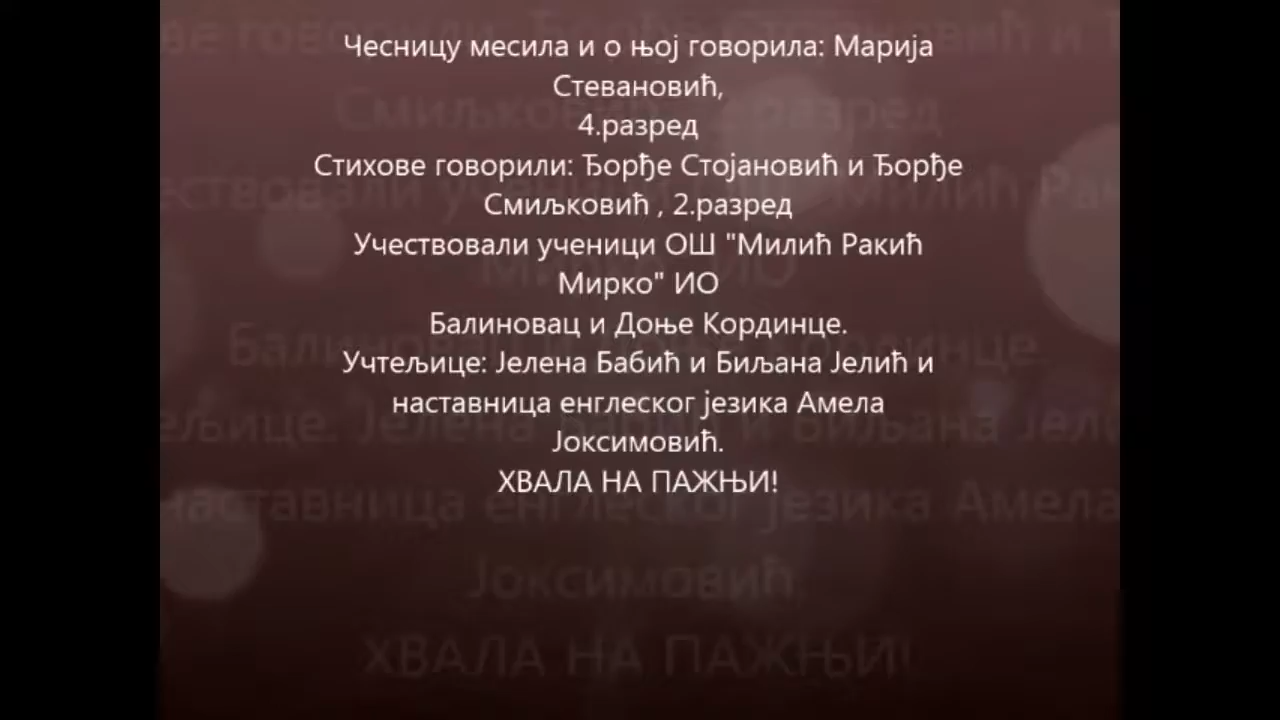 Чесницу месила и о њој говорила: Марија
Стевановић,
4.разред
Стихове говорили: Ђорђе Стојановић и Ђорђе
Смиљковић , 2.разред
Учествовали ученици ОШ "Милић Ракић
Мирко" ИО
Балиновац и Доње Кординце.
Учтељице: Јелена Бабић и Биљана Јелић и
наставница енглеског језика Амела
Јоксимовић.
ХВАЛА НА ПАЖЊИ!